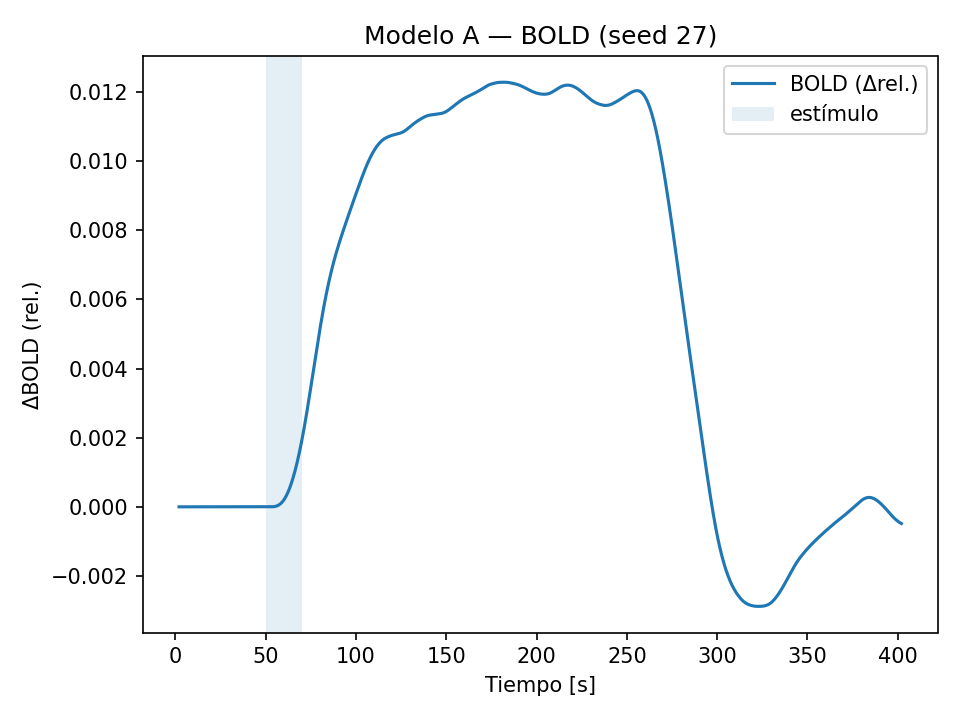 Modelo A — BOLD (seed 27)
BOLD (Δrel.)
estímulo
ΔBOLD (rel.)
0.012
0.010
0.008
0.006
0.004
0.002
0.000
−0.002
0 50 100 150 200 250 300 350 400
Tiempo [s]